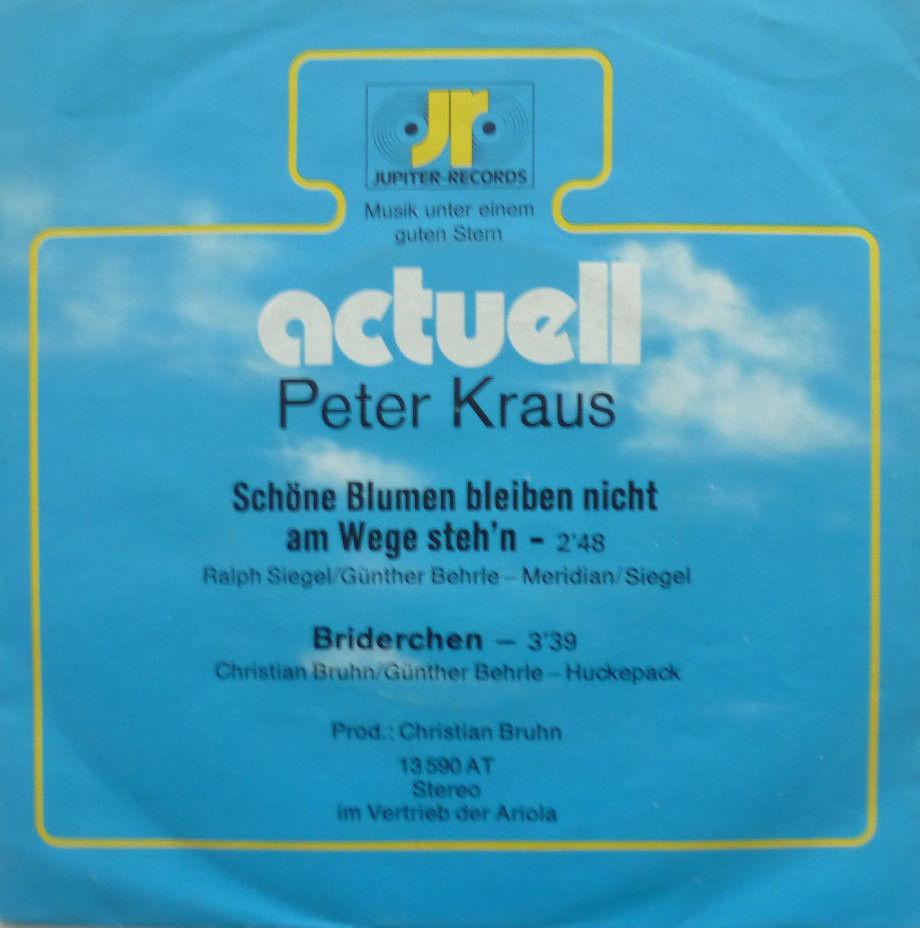 jr
JUPITER-RECORDS
Musik unter einem
guten Stern
actuell
Peter Kraus
Schöne Blumen bleiben nicht
am Wege steh'n - 2'48
Ralph Siegel/Günther Behrle – Meridian/Siegel
Briderchen – 3'39
Christian Bruhn/Günther Behrle – Huckepack
Prod.: Christian Bruhn
13 590 AT
Stereo
im Vertrieb der Ariola